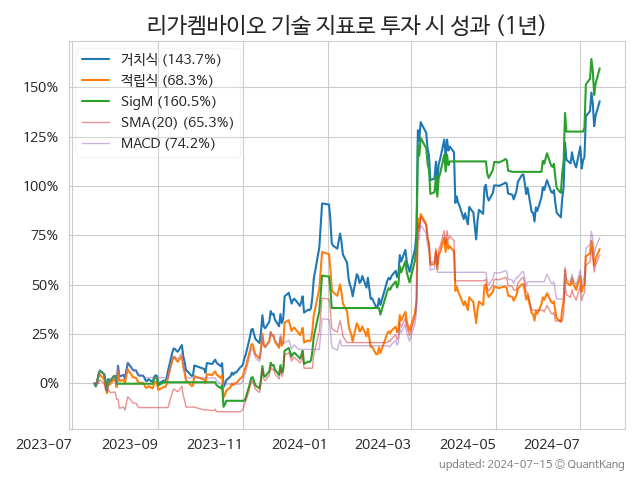 리가켐바이오 기술 지표로 투자 시 성과 (1년)
거치식 (143.7%)
적립식 (68.3%)
SigM (160.5%)
SMA(20) (65.3%)
MACD (74.2%)
150%
125%
100%
75%
50%
25%
0%
2023-07 2023-09 2023-11 2024-01 2024-03 2024-05 2024-07
updated: 2024-07-15 © QuantKang